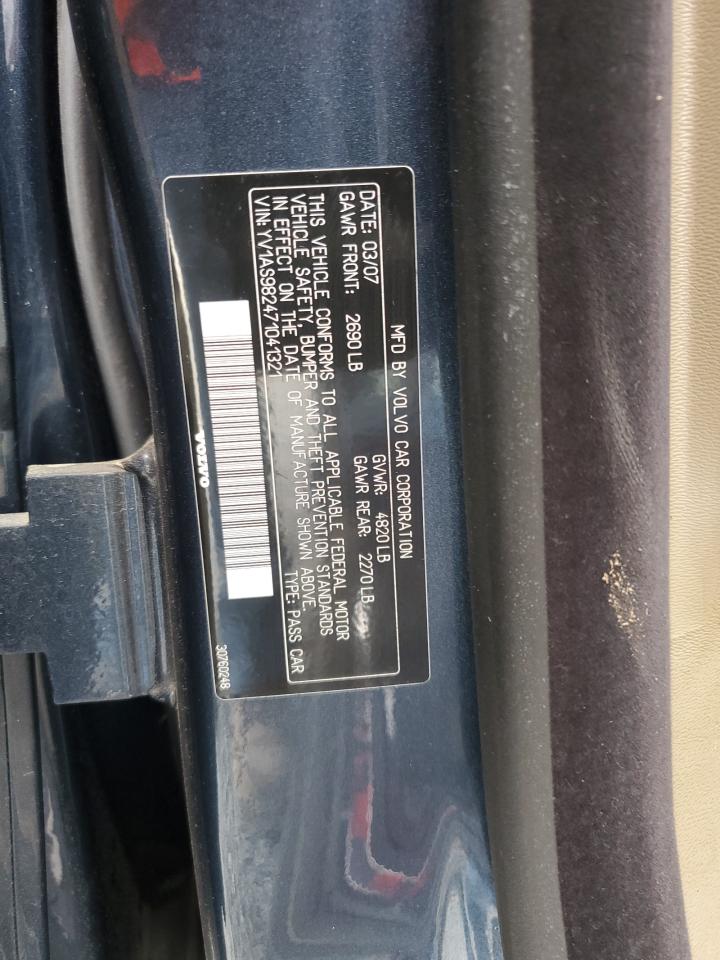 MFD BY VOLVO CAR CORPORATION
DATE: 03/07 GVWR: 4820 LB
GAWR FRONT: 2690 LB GAWR REAR: 2270 LB
THIS VEHICLE CONFORMS TO ALL APPLICABLE FEDERAL MOTOR
VEHICLE SAFETY, BUMPER AND THEFT PREVENTION STANDARDS
IN EFFECT ON THE DATE OF MANUFACTURE SHOWN ABOVE.
VIN: YV1AS982471041321 TYPE: PASS CAR
VOLVO
30760248